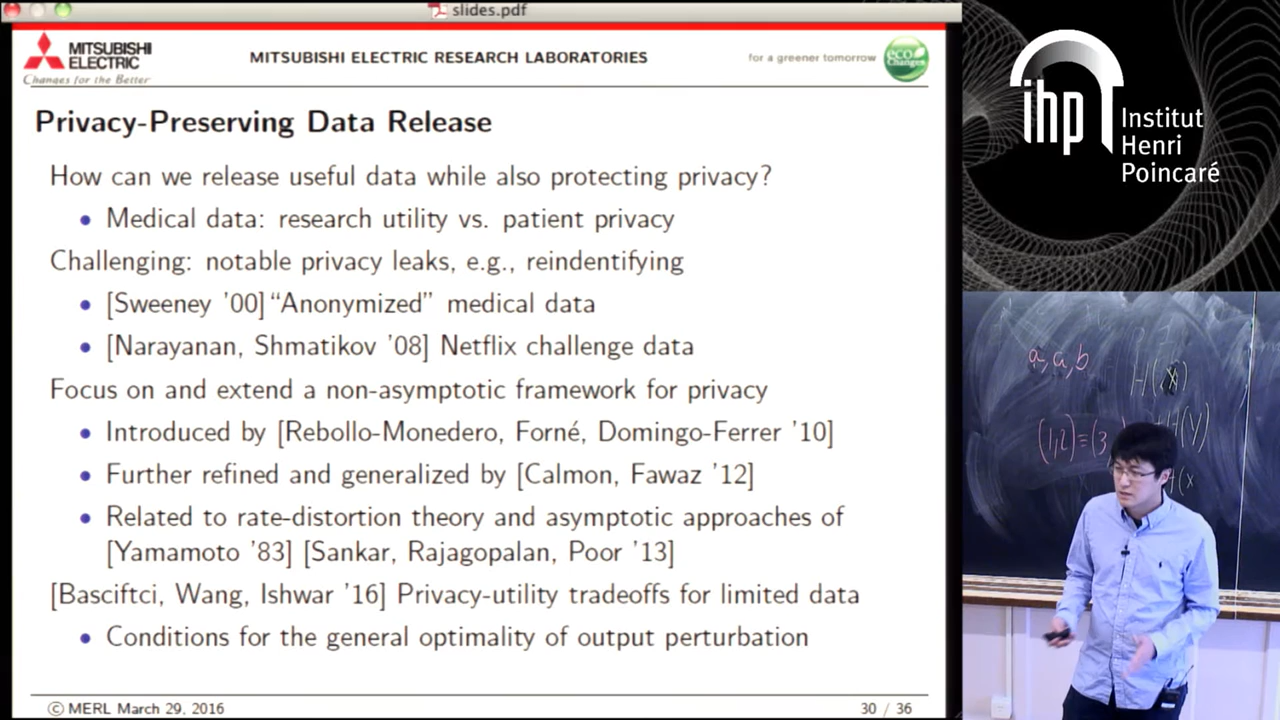 slides.pdf
MITSUBISHI ELECTRIC
Changes for the Better
MITSUBISHI ELECTRIC RESEARCH LABORATORIES
for a greener tomorrow
eco Changes
Privacy-Preserving Data Release
How can we release useful data while also protecting privacy?
• Medical data: research utility vs. patient privacy
Challenging: notable privacy leaks, e.g., reindentifying
• [Sweeney '00] “Anonymized” medical data
• [Narayanan, Shmatikov '08] Netflix challenge data
Focus on and extend a non-asymptotic framework for privacy
• Introduced by [Rebollo-Monedero, Forné, Domingo-Ferrer '10]
• Further refined and generalized by [Calmon, Fawaz '12]
• Related to rate-distortion theory and asymptotic approaches of
[Yamamoto '83] [Sankar, Rajagopalan, Poor '13]
[Basciftci, Wang, Ishwar '16] Privacy-utility tradeoffs for limited data
• Conditions for the general optimality of output perturbation
© MERL March 29, 2016
30 / 36
ihp
Institut
Henri
Poincaré
a, a, b
(1,2)=(3